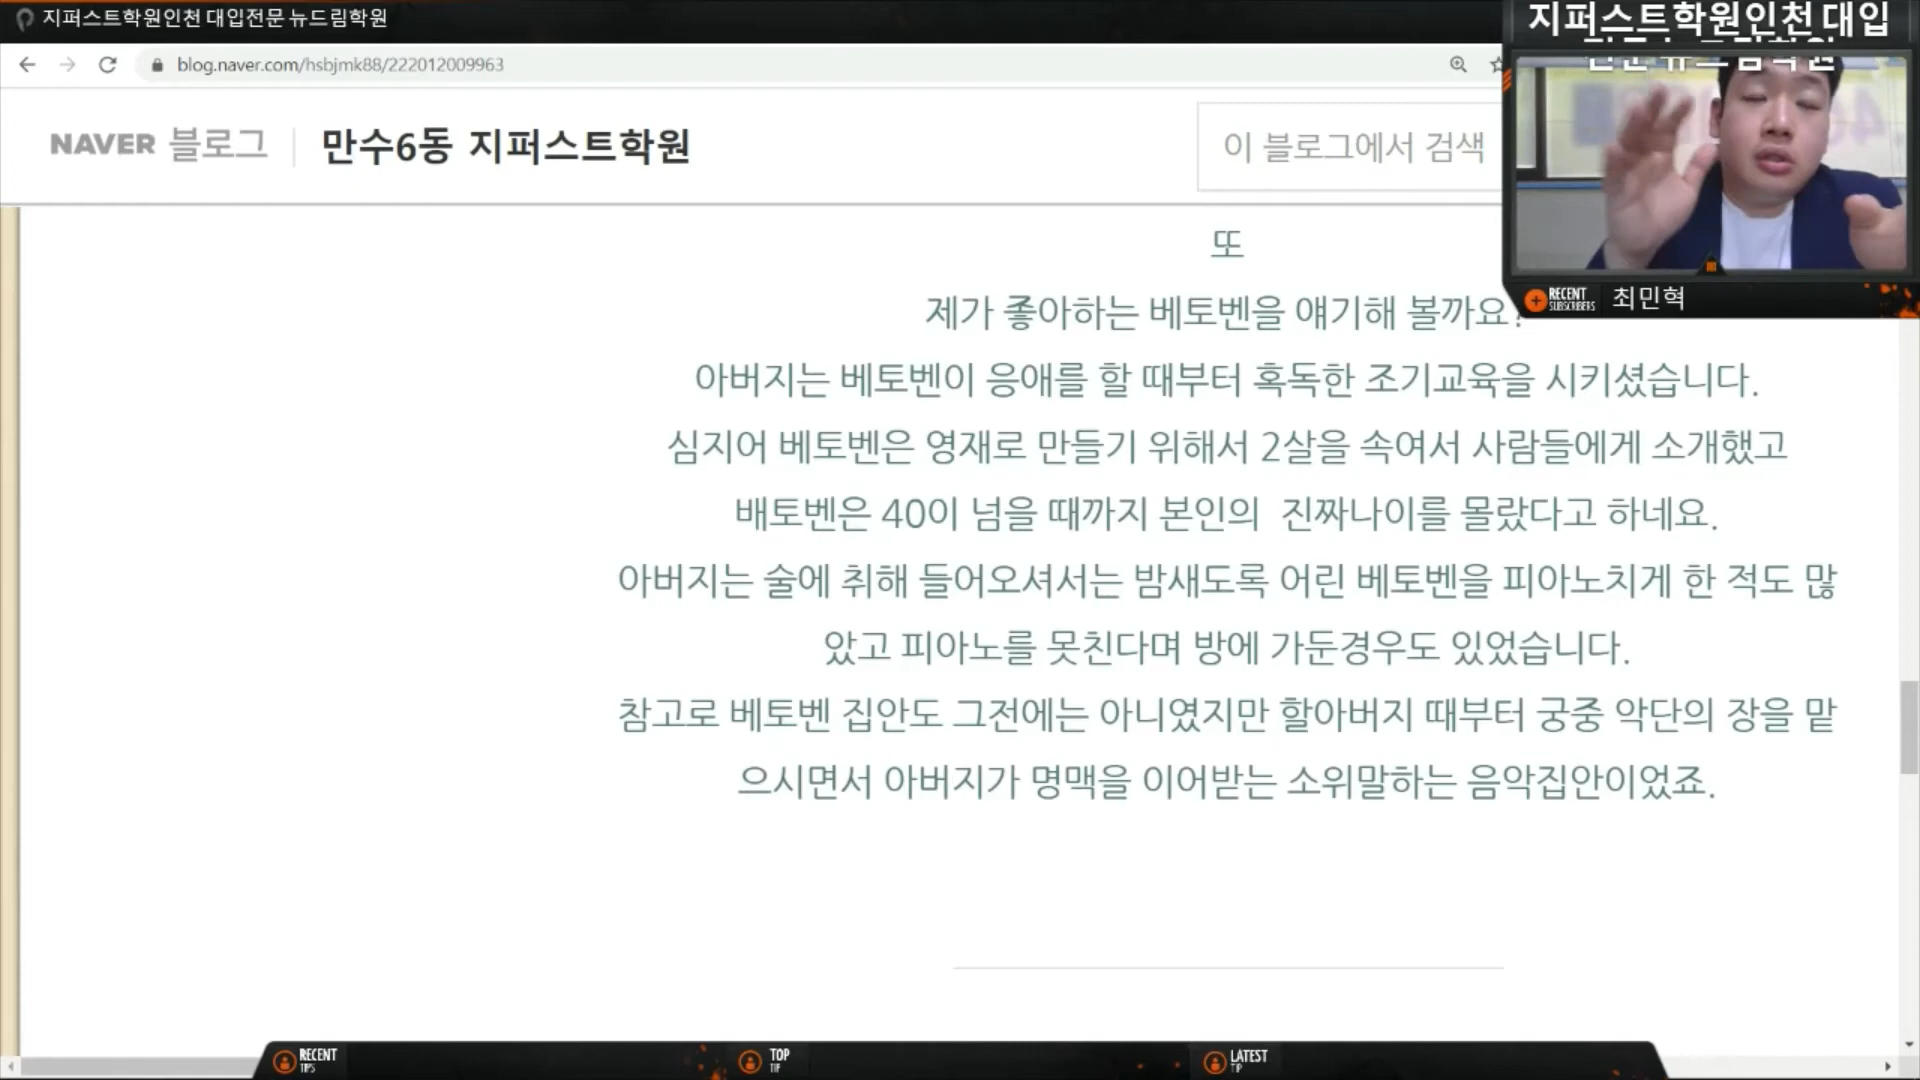 지퍼스트학원인천 대입전문 뉴드림학원
지퍼스트학원인천 대입
blog.naver.com/hsbjmk88/222012009963
NAVER 블로그
만수6동 지퍼스트학원
이 블로그에서 검색
RECENT
SUBSCRIBERS
최민혁
또
제가 좋아하는 베토벤을 얘기해 볼까요?
아버지는 베토벤이 응애를 할 때부터 혹독한 조기교육을 시키셨습니다.
심지어 베토벤은 영재로 만들기 위해서 2살을 속여서 사람들에게 소개했고
배토벤은 40이 넘을 때까지 본인의  진짜나이를 몰랐다고 하네요.
아버지는 술에 취해 들어오셔서는 밤새도록 어린 베토벤을 피아노치게 한 적도 많
았고 피아노를 못친다며 방에 가둔경우도 있었습니다.
참고로 베토벤 집안도 그전에는 아니였지만 할아버지 때부터 궁중 악단의 장을 맡
으시면서 아버지가 명맥을 이어받는 소위말하는 음악집안이었죠.
RECENT
TIPS
TOP
TIP
LATEST
TIP